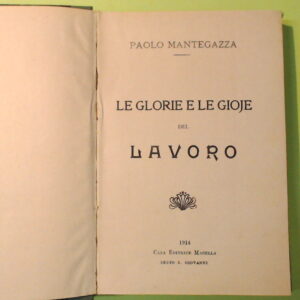 PAOLO MANTEGAZZA
LE GLORIE E LE GIOJE
DEL
LAVORO
1914
CASA EDITRICE MADELLA
SESTO S. GIOVANNI